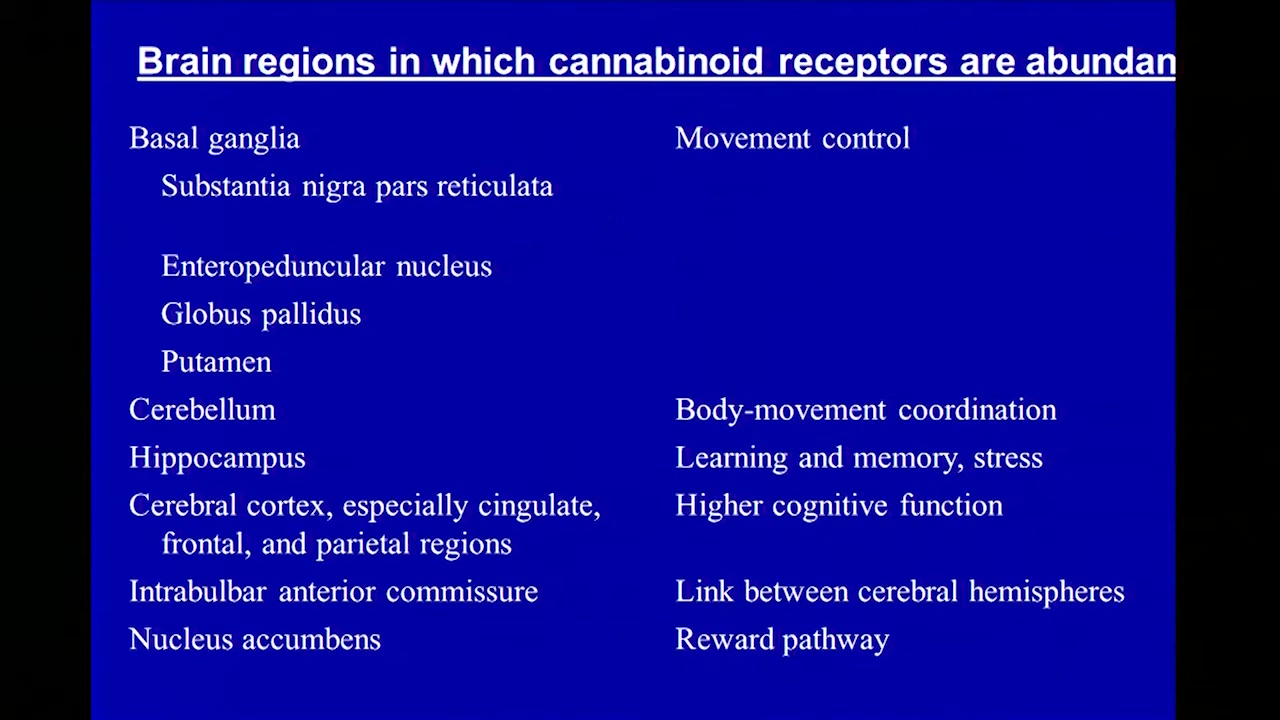 Brain regions in which cannabinoid receptors are abundan
Basal ganglia Movement control
Substantia nigra pars reticulata
Enteropeduncular nucleus
Globus pallidus
Putamen
Cerebellum Body-movement coordination
Hippocampus Learning and memory, stress
Cerebral cortex, especially cingulate, Higher cognitive function
frontal, and parietal regions
Intrabulbar anterior commissure Link between cerebral hemispheres
Nucleus accumbens Reward pathway